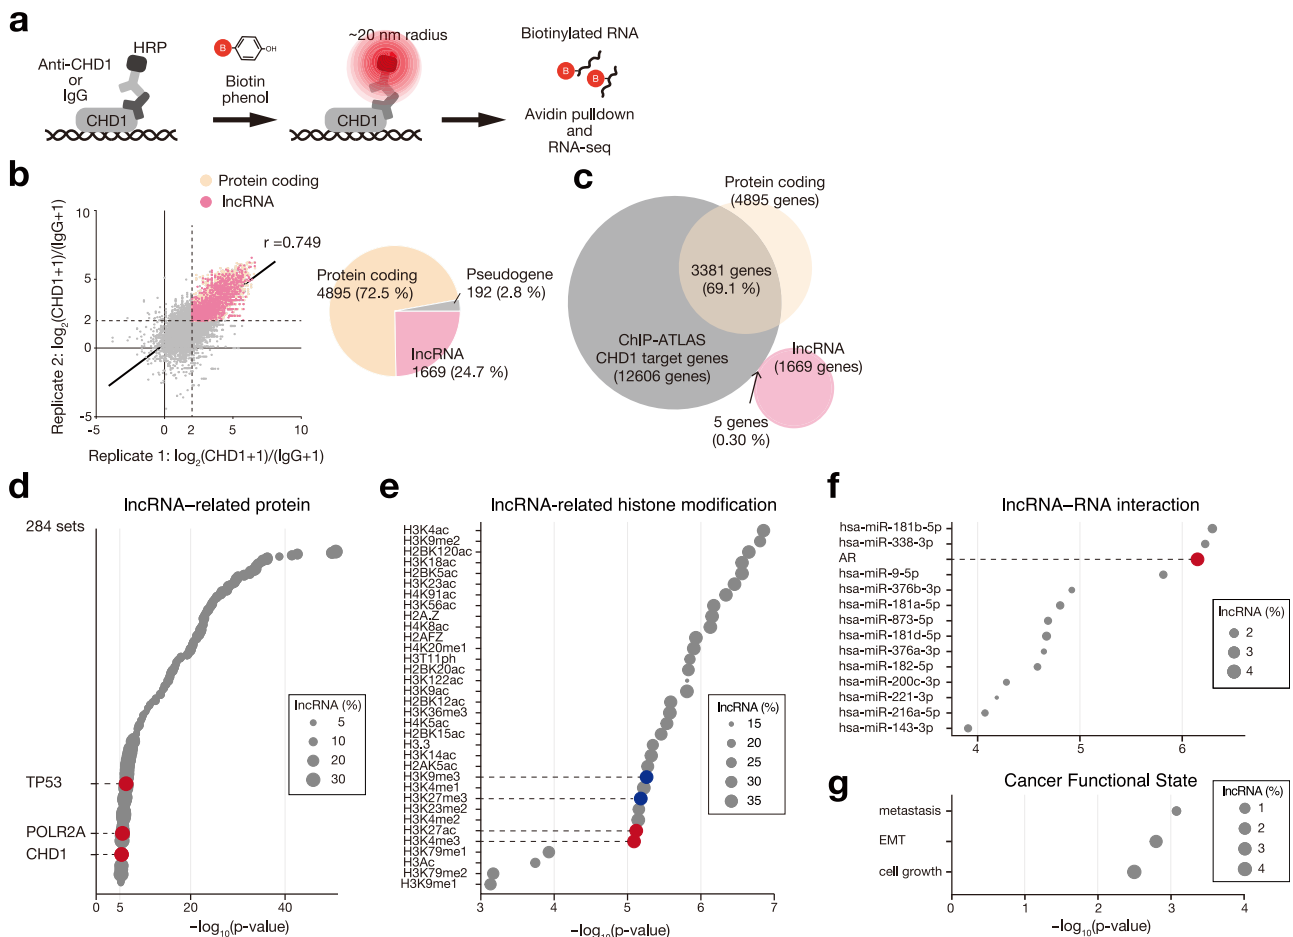 a
HRP
Anti-CHD1
or
IgG
CHD1
B
OH
Biotin
phenol
~20 nm radius
CHD1
Biotinylated RNA
B
B
Avidin pulldown
and
RNA-seq
b
Protein coding
lncRNA
Replicate 2: log2(CHD1+1)/(IgG+1)
10
5
2
0
-5
r =0.749
-5
0
2
5
10
Replicate 1: log2(CHD1+1)/(IgG+1)
Protein coding
4895 (72.5 %)
Pseudogene
192 (2.8 %)
lncRNA
1669 (24.7 %)
c
Protein coding
(4895 genes)
3381 genes
(69.1 %)
ChIP-ATLAS
CHD1 target genes
(12606 genes)
lncRNA
(1669 genes)
5 genes
(0.30 %)
d
lncRNA–related protein
284 sets
TP53
POLR2A
CHD1
lncRNA (%)
5
10
20
30
0
5
20
40
−log10(p-value)
e
lncRNA-related histone modification
H3K4ac
H3K9me2
H2BK120ac
H3K18ac
H2BK5ac
H3K23ac
H4K91ac
H3K56ac
H2A.Z
H4K8ac
H2AFZ
H4K20me1
H3T11ph
H2BK20ac
H3K122ac
H3K9ac
H2BK12ac
H3K36me3
H4K5ac
H2BK15ac
H3.3
H3K14ac
H2AK5ac
H3K9me3
H3K4me1
H3K27me3
H3K23me2
H3K4me2
H3K27ac
H3K4me3
H3K79me1
H3Ac
H3K79me2
H3K9me1
lncRNA (%)
15
20
25
30
35
3
4
5
6
7
−log10(p-value)
f
lncRNA–RNA interaction
hsa-miR-181b-5p
hsa-miR-338-3p
AR
hsa-miR-9-5p
hsa-miR-376b-3p
hsa-miR-181a-5p
hsa-miR-873-5p
hsa-miR-181d-5p
hsa-miR-376a-3p
hsa-miR-182-5p
hsa-miR-200c-3p
hsa-miR-221-3p
hsa-miR-216a-5p
hsa-miR-143-3p
lncRNA (%)
2
3
4
4
5
6
g
Cancer Functional State
metastasis
EMT
cell growth
lncRNA (%)
1
2
3
4
0
1
2
3
4
−log10(p-value)